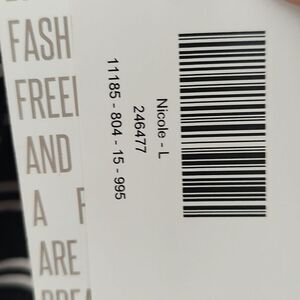 FASH
FREE
AND
A F
ARE
Nicole - L
246477
11185 - 804 - 15 - 995